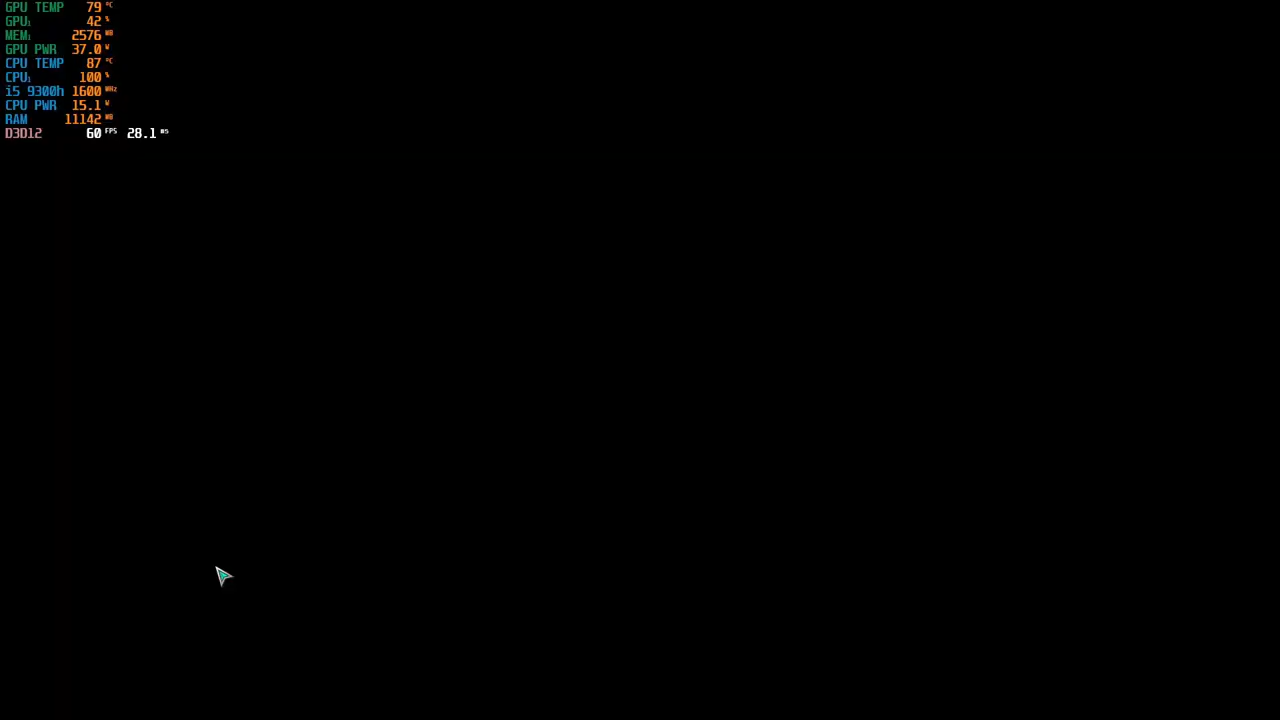 GPU TEMP 79 °C
GPU1 42 %
MEM1 2576 MB
GPU PWR 37.0 W
CPU TEMP 87 °C
CPU1 100 %
i5 9300h 1600 MHz
CPU PWR 15.1 W
RAM 11142 MB
D3D12 60 FPS 28.1 ms